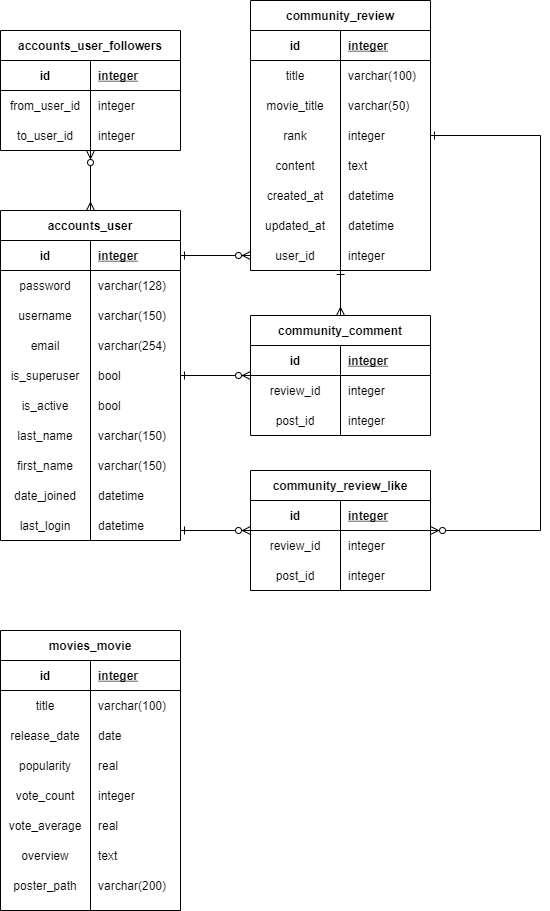 community_review
id integer
title varchar(100)
movie_title varchar(50)
rank integer
content text
created_at datetime
updated_at datetime
user_id integer
accounts_user_followers
id integer
from_user_id integer
to_user_id integer
accounts_user
id integer
password varchar(128)
username varchar(150)
email varchar(254)
is_superuser bool
is_active bool
last_name varchar(150)
first_name varchar(150)
date_joined datetime
last_login datetime
community_comment
id integer
review_id integer
post_id integer
community_review_like
id integer
review_id integer
post_id integer
movies_movie
id integer
title varchar(100)
release_date date
popularity real
vote_count integer
vote_average real
overview text
poster_path varchar(200)